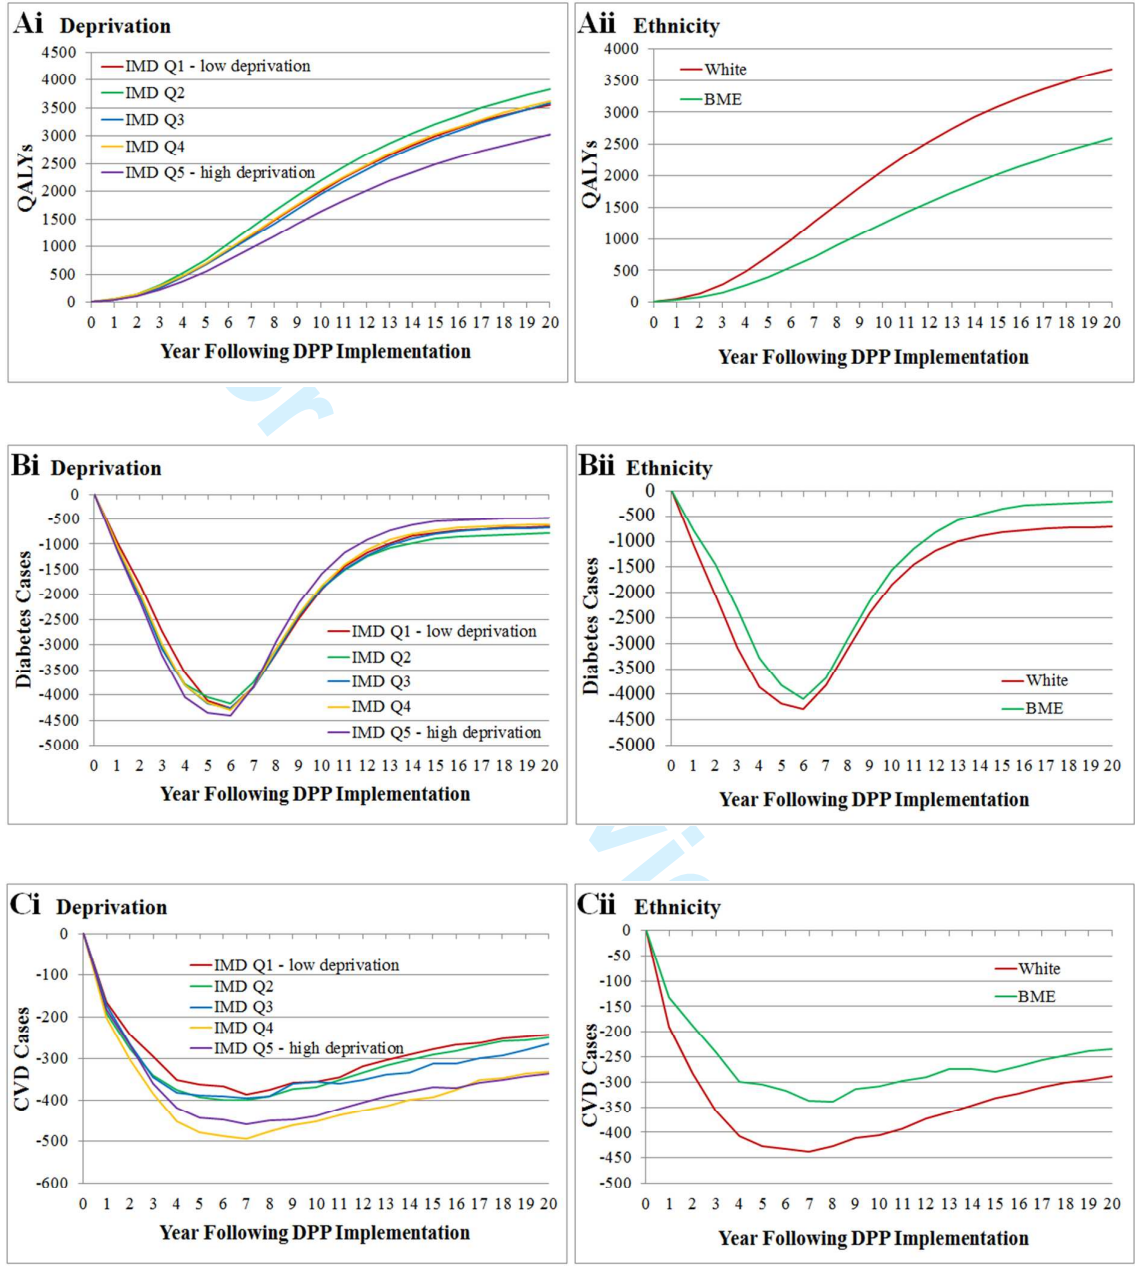 Ai Deprivation
4500
4000
3500
3000
2500
2000
1500
1000
500
0
QALYs
IMD Q1 - low deprivation
IMD Q2
IMD Q3
IMD Q4
IMD Q5 - high deprivation
0 1 2 3 4 5 6 7 8 9 10 11 12 13 14 15 16 17 18 19 20
Year Following DPP Implementation
Aii Ethnicity
4000
3500
3000
2500
2000
1500
1000
500
0
QALYs
White
BME
0 1 2 3 4 5 6 7 8 9 10 11 12 13 14 15 16 17 18 19 20
Year Following DPP Implementation
Bi Deprivation
0
-500
-1000
-1500
-2000
-2500
-3000
-3500
-4000
-4500
-5000
Diabetes Cases
IMD Q1 - low deprivation
IMD Q2
IMD Q3
IMD Q4
IMD Q5 - high deprivation
0 1 2 3 4 5 6 7 8 9 10 11 12 13 14 15 16 17 18 19 20
Year Following DPP Implementation
Bii Ethnicity
0
-500
-1000
-1500
-2000
-2500
-3000
-3500
-4000
-4500
-5000
Diabetes Cases
White
BME
0 1 2 3 4 5 6 7 8 9 10 11 12 13 14 15 16 17 18 19 20
Year Following DPP Implementation
Ci Deprivation
0
-100
-200
-300
-400
-500
-600
CVD Cases
IMD Q1 - low deprivation
IMD Q2
IMD Q3
IMD Q4
IMD Q5 - high deprivation
0 1 2 3 4 5 6 7 8 9 10 11 12 13 14 15 16 17 18 19 20
Year Following DPP Implementation
Cii Ethnicity
0
-50
-100
-150
-200
-250
-300
-350
-400
-450
-500
CVD Cases
White
BME
0 1 2 3 4 5 6 7 8 9 10 11 12 13 14 15 16 17 18 19 20
Year Following DPP Implementation